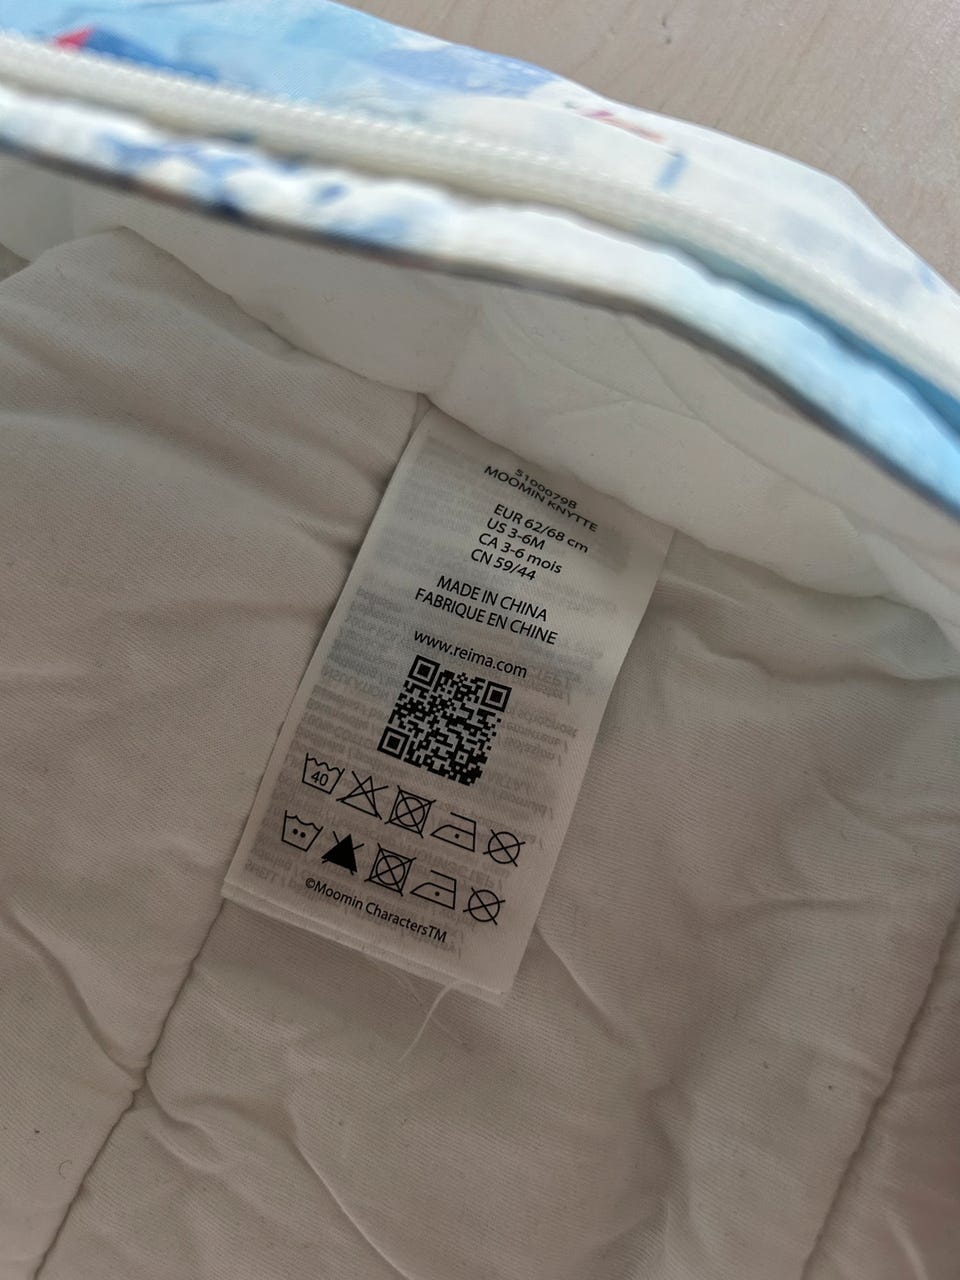 5100079B
MOOMIN KNYTTE
EUR 62/68 cm
US 3-6M
CA 3-6 mois
CN 59/44
MADE IN CHINA
FABRIQUE EN CHINE
www.reima.com
40
©Moomin CharactersTM